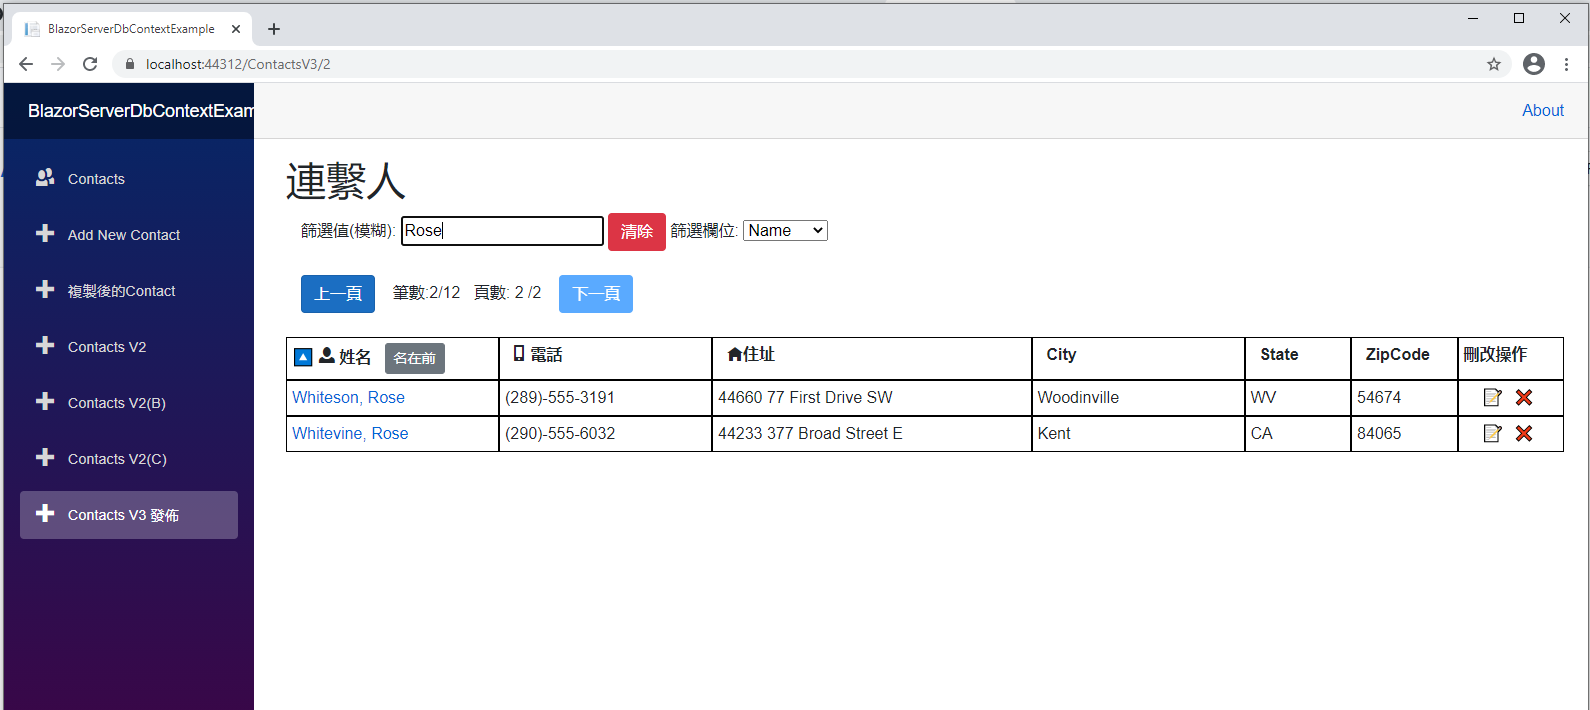 BlazorServerDbContextExample
localhost:44312/ContactsV3/2
BlazorServerDbContextExam
About
Contacts
Add New Contact
複製後的Contact
Contacts V2
Contacts V2(B)
Contacts V2(C)
Contacts V3 發佈
連繫人
篩選值(模糊): Rose 清除 篩選欄位: Name
上一頁 筆數:2/12 頁數: 2 /2 下一頁
姓名 名在前 電話 住址 City State ZipCode 刪改操作
Whiteson, Rose (289)-555-3191 44660 77 First Drive SW Woodinville WV 54674
Whitevine, Rose (290)-555-6032 44233 377 Broad Street E Kent CA 84065